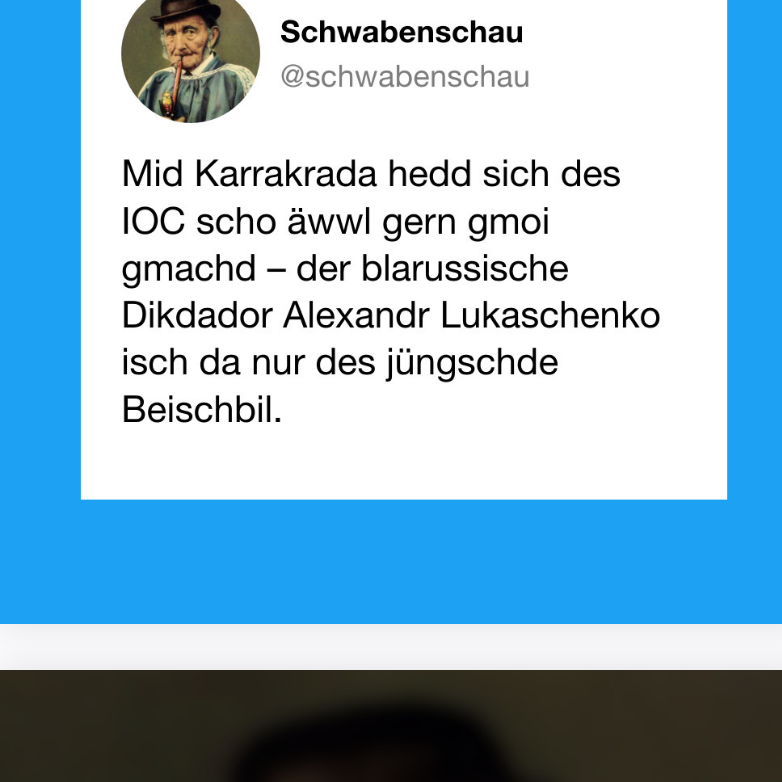 Schwabenschau
@schwabenschau
Mid Karrakrada hedd sich des
IOC scho äwwl gern gmoi
gmachd – der blarussische
Dikdador Alexandr Lukaschenko
isch da nur des jüngschde
Beischbil.